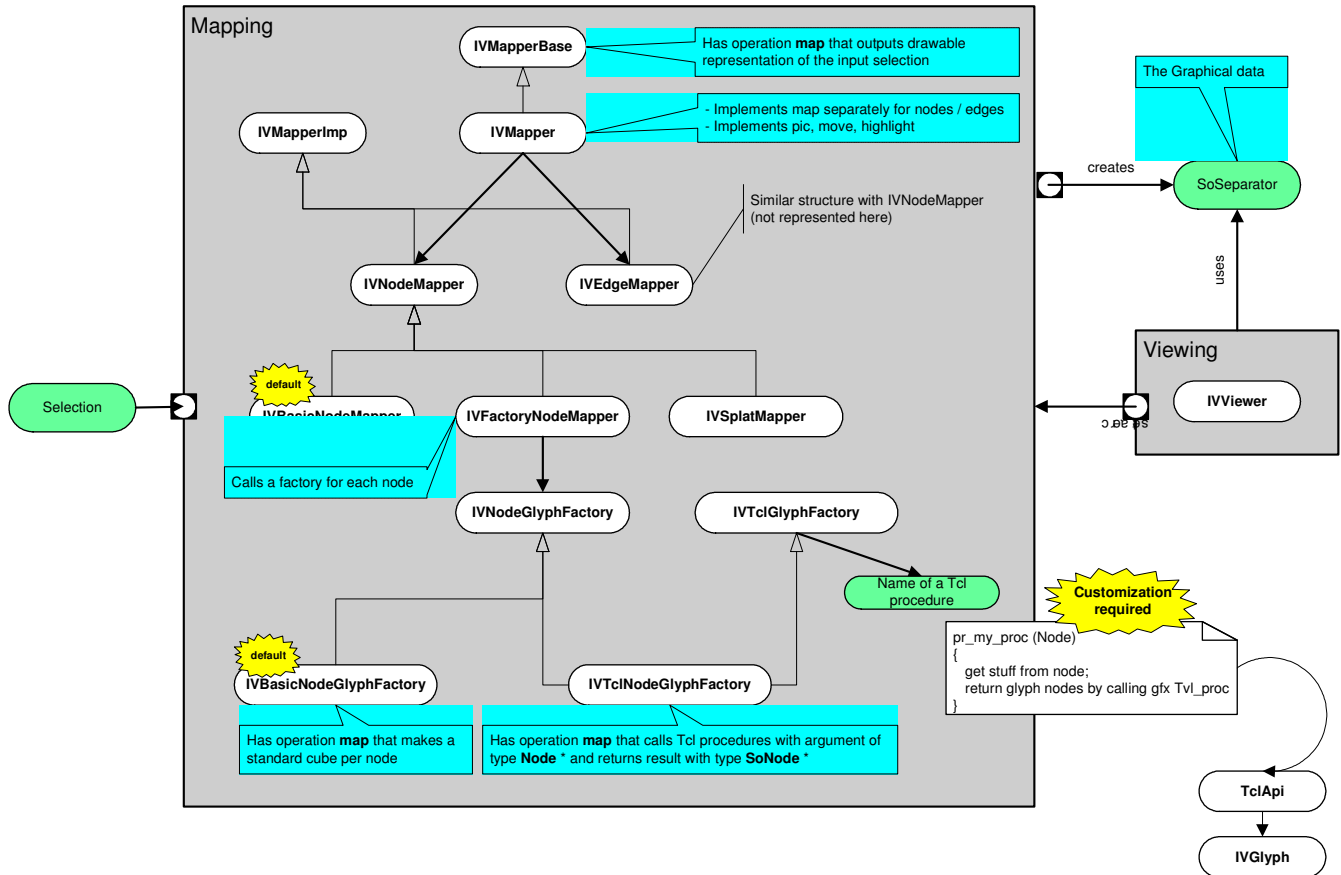 Mapping
IVMapperBase
Has operation map that outputs drawable
representation of the input selection
The Graphical data
IVMapperImp
IVMapper
- Implements map separately for nodes / edges
- Implements pic, move, highlight
creates
SoSeparator
Similar structure with IVNodeMapper
(not represented here)
uses
IVNodeMapper
IVEdgeMapper
Viewing
default
Selection
IVBasicNodeMapper
IVFactoryNodeMapper
IVSplatMapper
IVViewer
Calls a factory for each node
IVNodeGlyphFactory
IVTclGlyphFactory
Name of a Tcl
procedure
Customization
required
pr_my_proc (Node)
{
get stuff from node;
return glyph nodes by calling gfx Tvl_proc
}
default
IVBasicNodeGlyphFactory
IVTclNodeGlyphFactory
Has operation map that makes a
standard cube per node
Has operation map that calls Tcl procedures with argument of
type Node * and returns result with type SoNode *
TclApi
IVGlyph